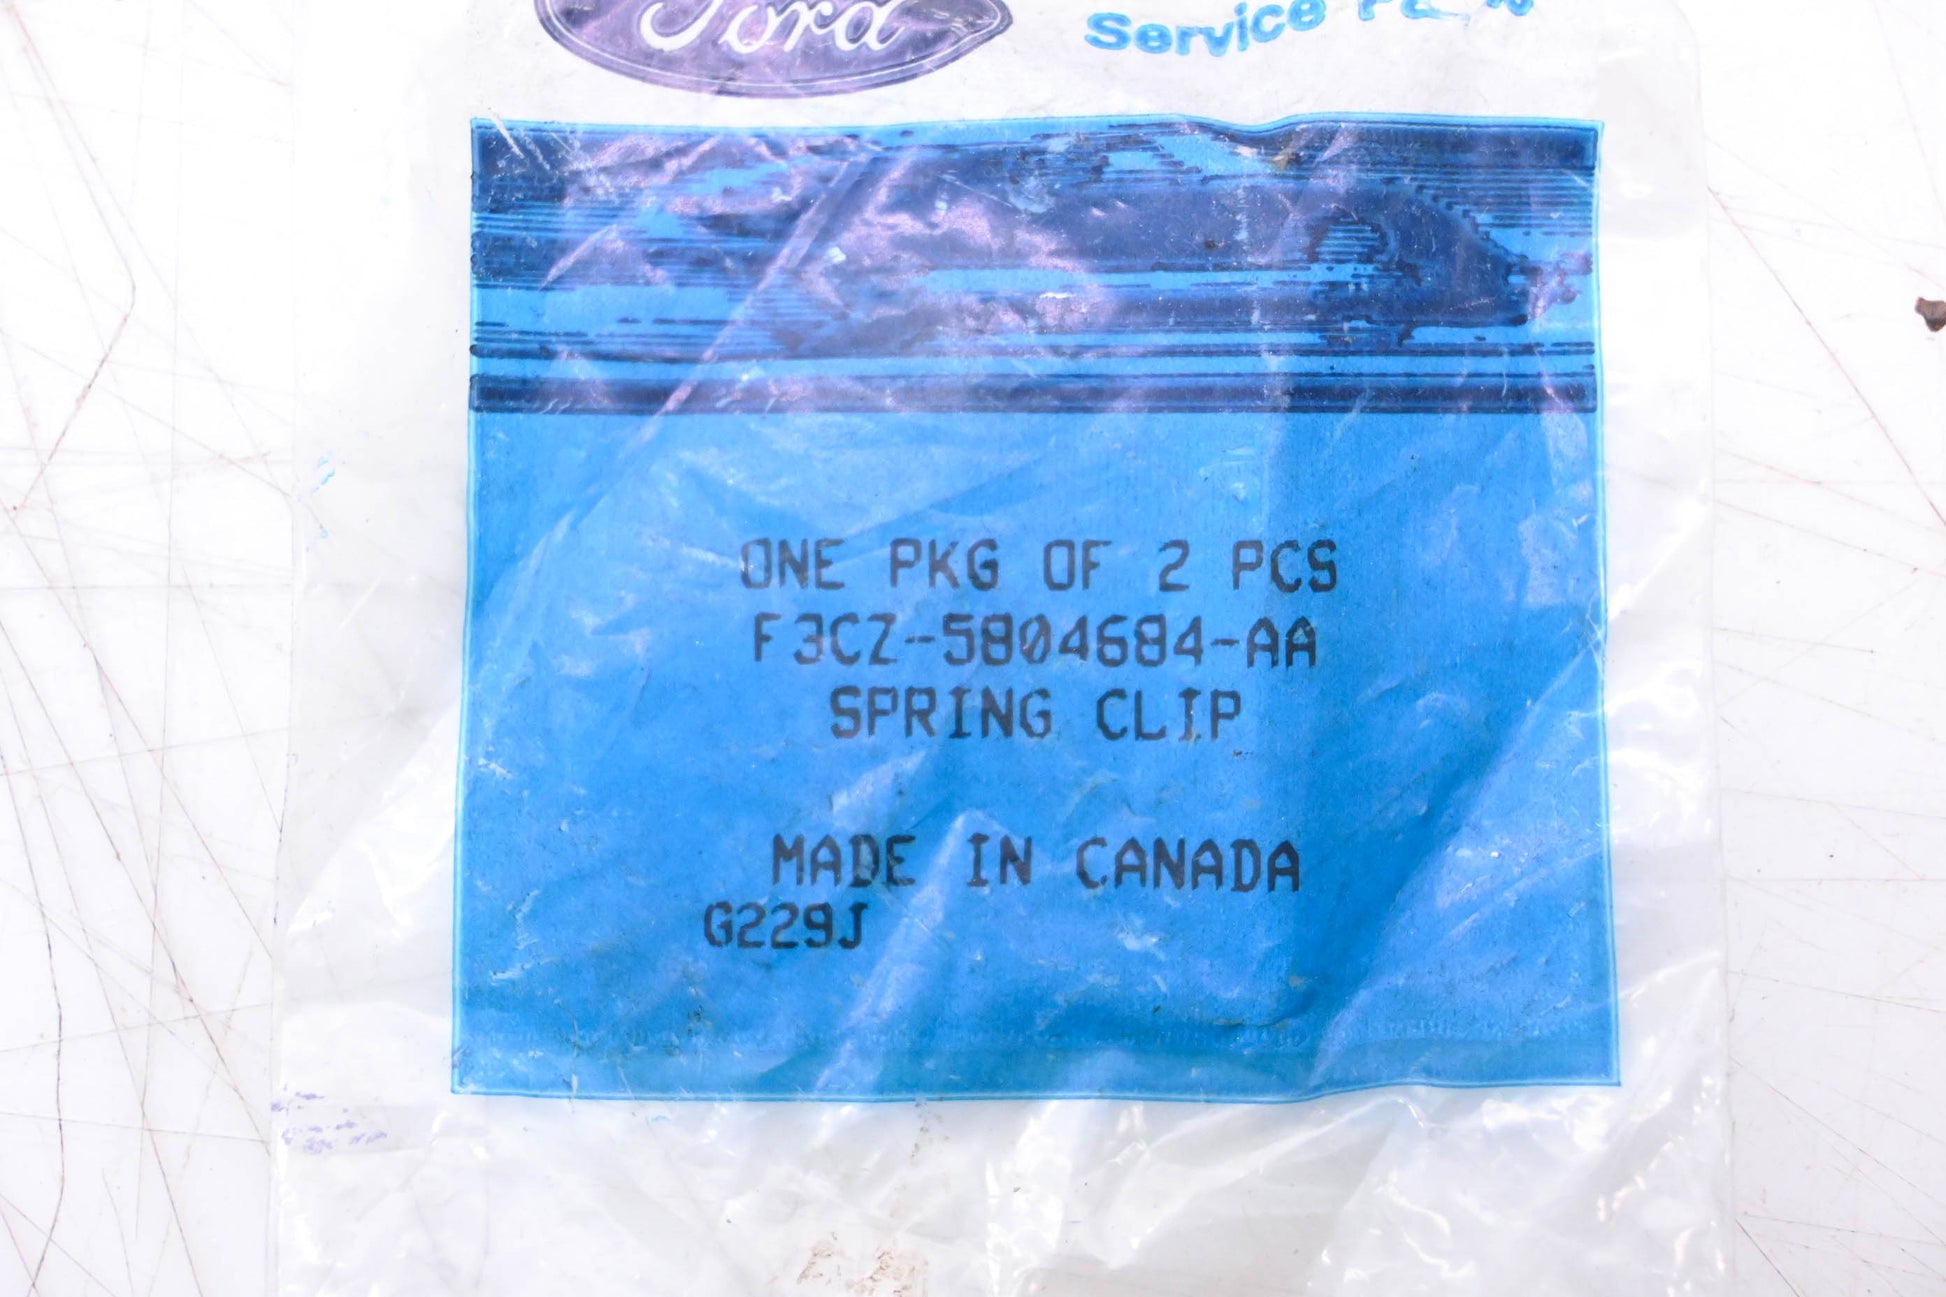 Ford
Service
ONE PKG OF 2 PCS
F3CZ-5804684-AA
SPRING CLIP
MADE IN CANADA
G229J